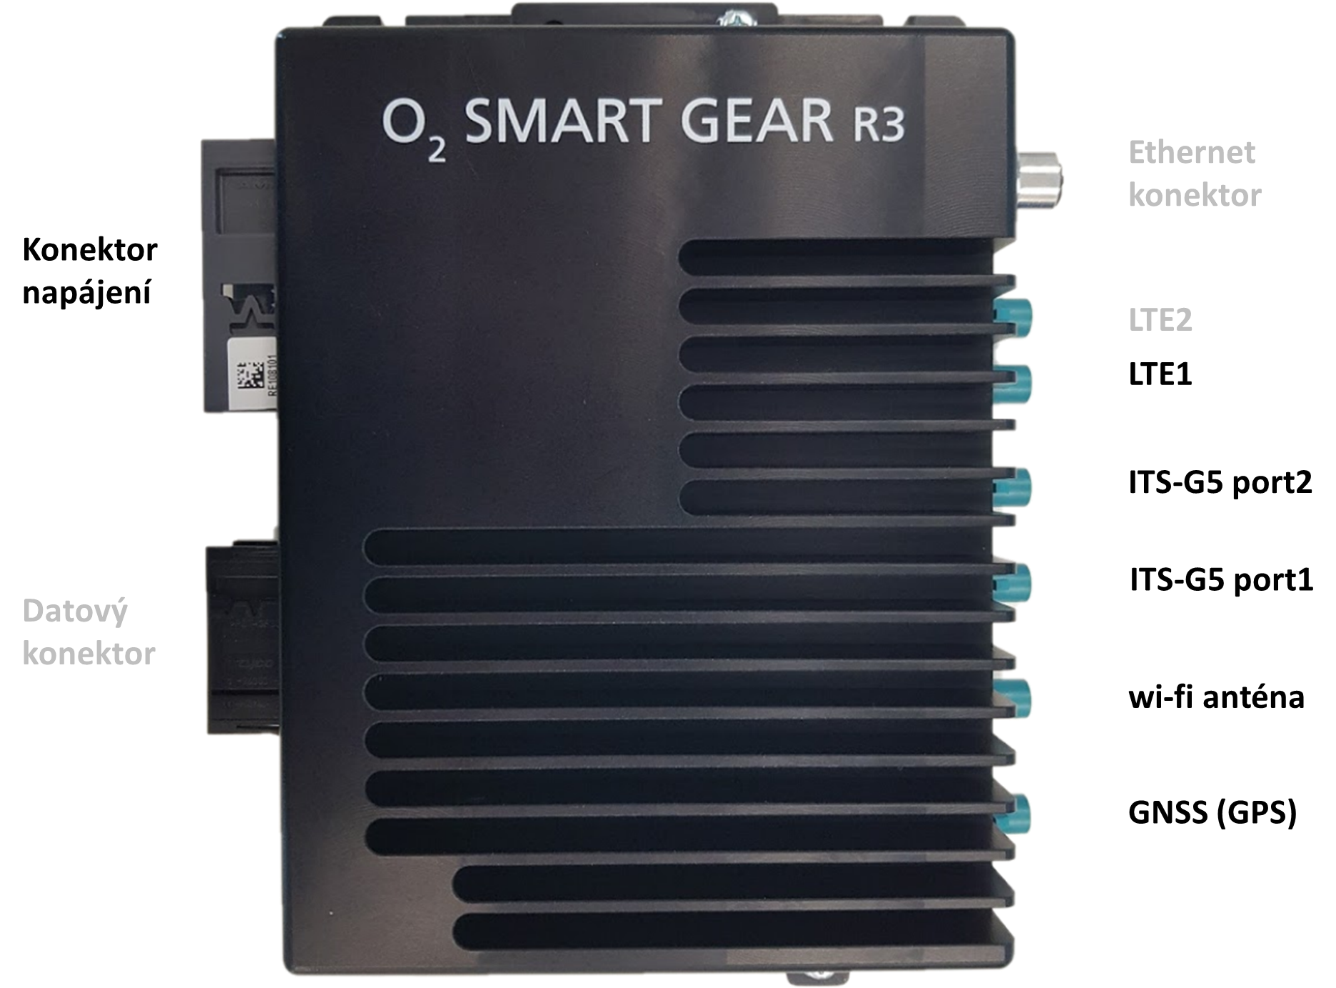 O2 SMART GEAR R3
Ethernet
konektor
Konektor
napájení
LTE2
LTE1
RE108101
ITS-G5 port2
ITS-G5 port1
Datový
konektor
wi-fi anténa
GNSS (GPS)